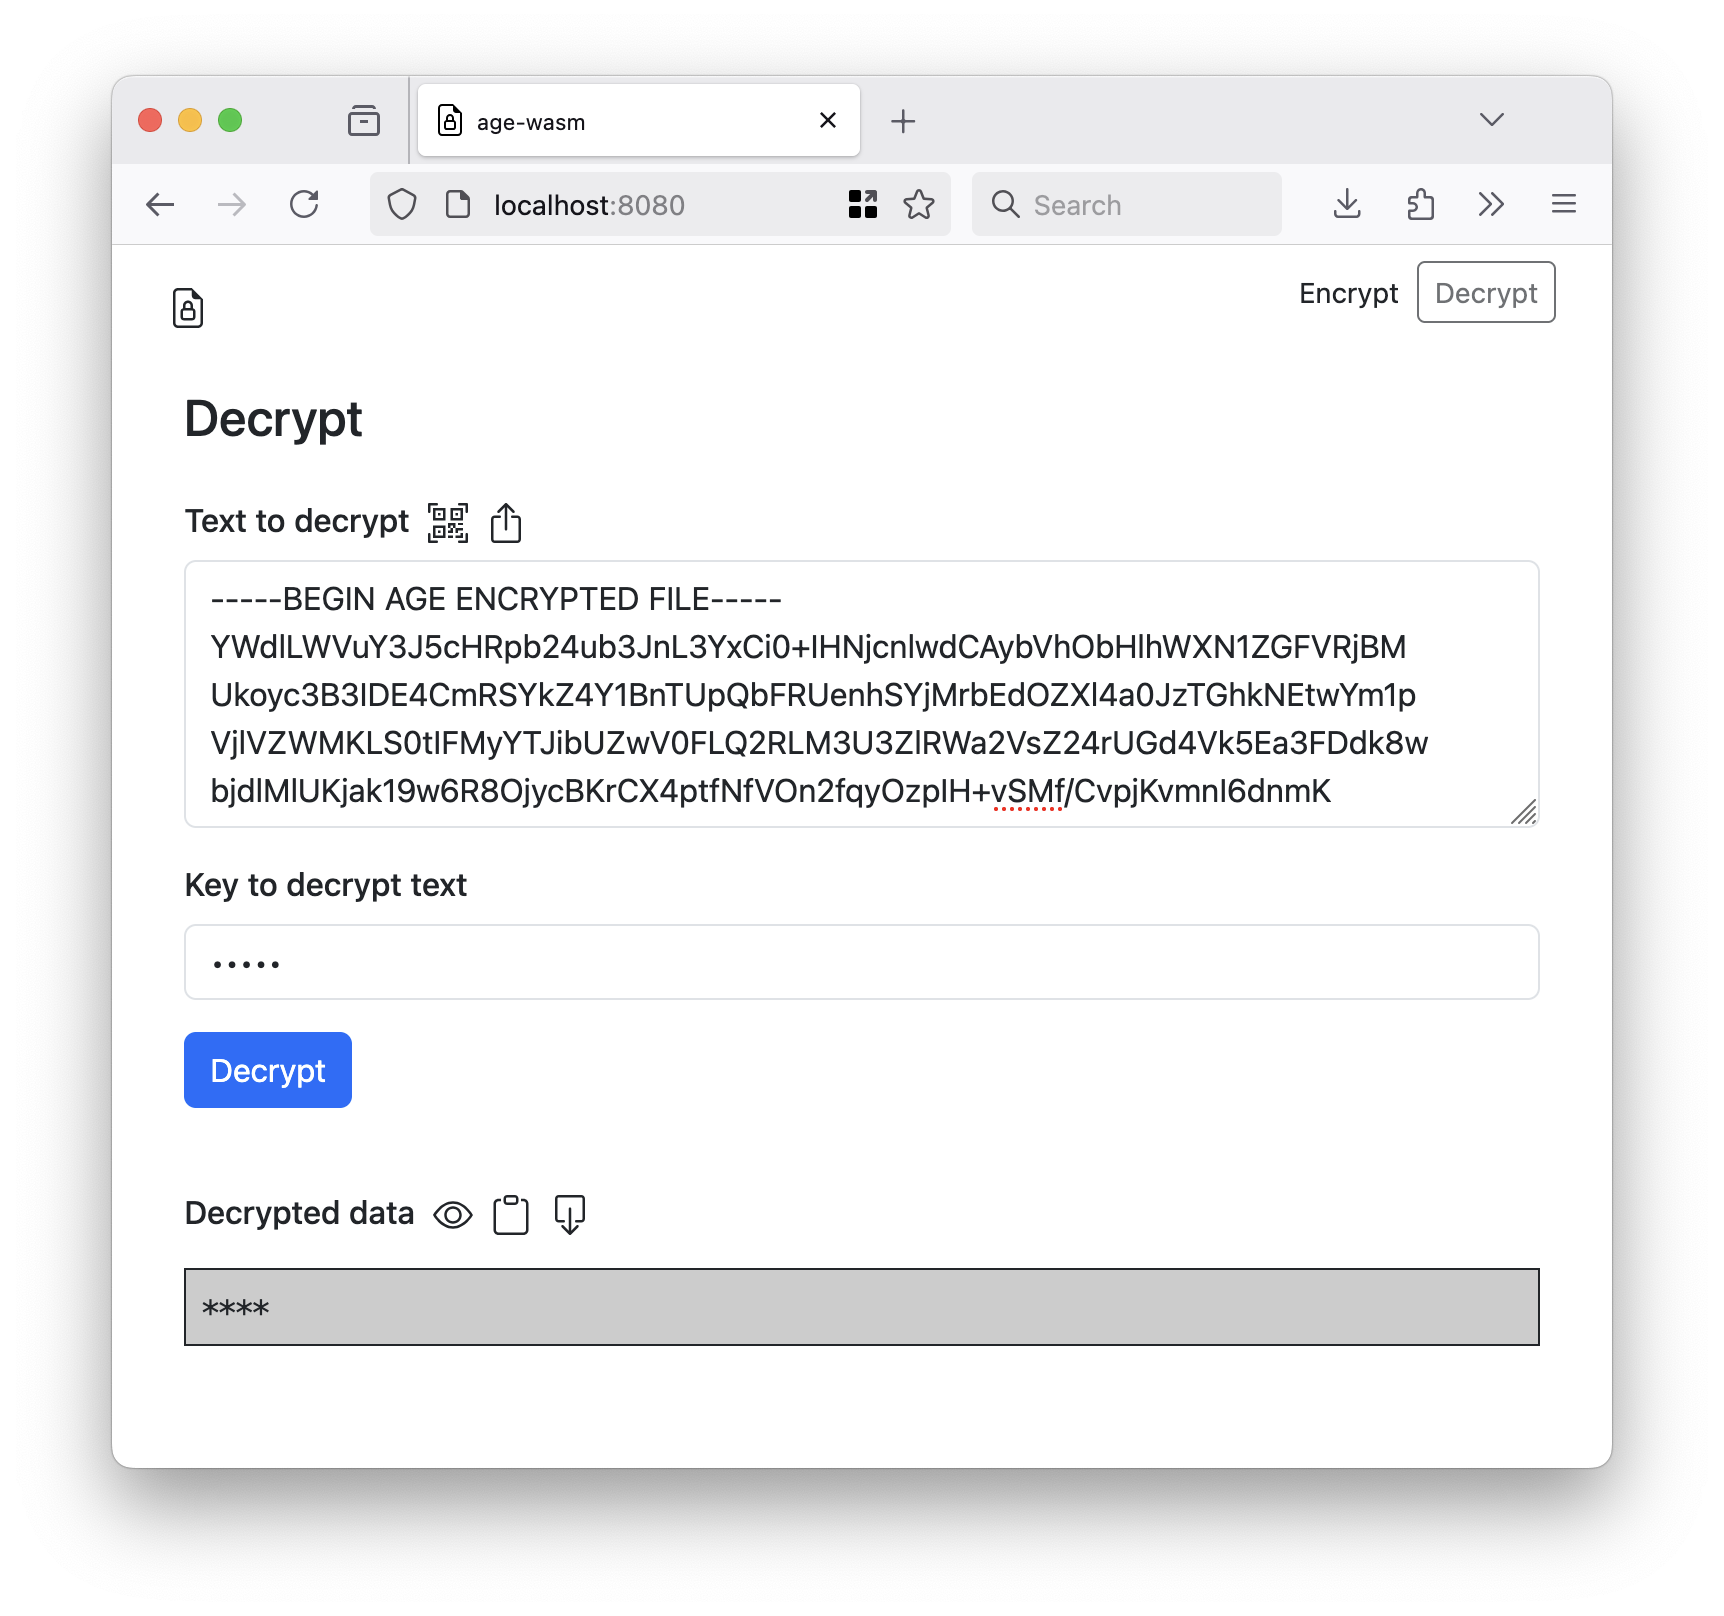 age-wasm
localhost:8080
Search
Encrypt
Decrypt
Decrypt
Text to decrypt
-----BEGIN AGE ENCRYPTED FILE-----
YWdlLWVuY3J5cHRpb24ub3JnL3YxCi0+IHNjcnlwdCAybVhObHlhWXN1ZGFVRjBM
Ukoyc3B3IDE4CmRSYkZ4Y1BnTUpQbFRUenhSYjMrbEdOZXl4a0JzTGhkNEtwYm1p
VjlVZWMKLS0tIFMyYTJibUZwV0FLQ2RLM3U3ZlRWa2VsZ24rUGd4Vk5Ea3FDdk8w
bjdlMlUKjak19w6R8OjycBKrCX4ptfNfVOn2fqyOzpIH+vSMf/CvpjKvmnI6dnmK
Key to decrypt text
•••••
Decrypt
Decrypted data
****